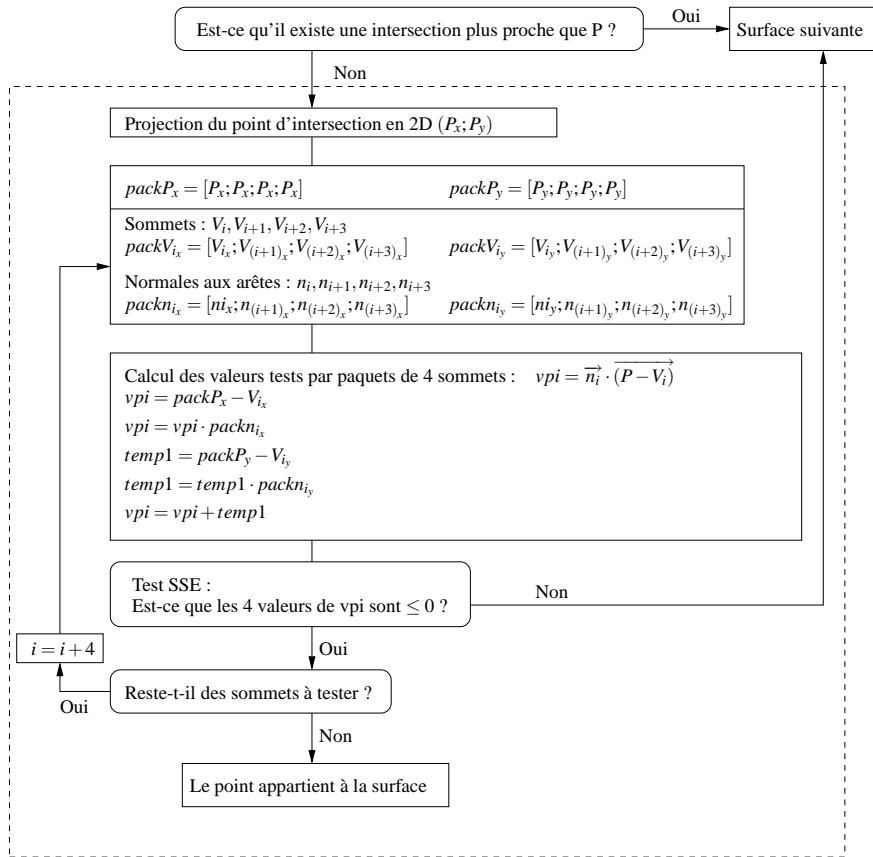 Est-ce qu'il existe une intersection plus proche que P ?
Oui
Surface suivante
Non
Projection du point d'intersection en 2D (P_x;P_y)
packP_x = [P_x;P_x;P_x;P_x] packP_y = [P_y;P_y;P_y;P_y]
Sommets : V_i,V_{i+1},V_{i+2},V_{i+3}
packV_{i_x} = [V_{i_x};V_{(i+1)_x};V_{(i+2)_x};V_{(i+3)_x}] packV_{i_y} = [V_{i_y};V_{(i+1)_y};V_{(i+2)_y};V_{(i+3)_y}]
Normales aux arêtes : n_i,n_{i+1},n_{i+2},n_{i+3}
packn_{i_x} = [ni_x;n_{(i+1)_x};n_{(i+2)_x};n_{(i+3)_x}] packn_{i_y} = [ni_y;n_{(i+1)_y};n_{(i+2)_y};n_{(i+3)_y}]
Calcul des valeurs tests par paquets de 4 sommets : vpi = \overrightarrow{n_i} · \overrightarrow{(P−V_i)}
vpi = packP_x − V_{i_x}
vpi = vpi · packn_{i_x}
temp1 = packP_y − V_{i_y}
temp1 = temp1 · packn_{i_y}
vpi = vpi + temp1
Test SSE :
Est-ce que les 4 valeurs de vpi sont ≤ 0 ?
Non
Oui
i = i+4
Reste-t-il des sommets à tester ?
Oui
Non
Le point appartient à la surface